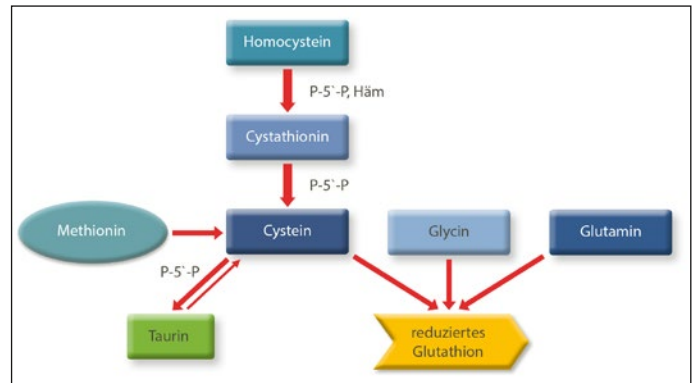 Homocystein
P-5`-P, Häm
Cystathionin
P-5`-P
Methionin
Cystein
Glycin
Glutamin
P-5`-P
Taurin
reduziertes
Glutathion